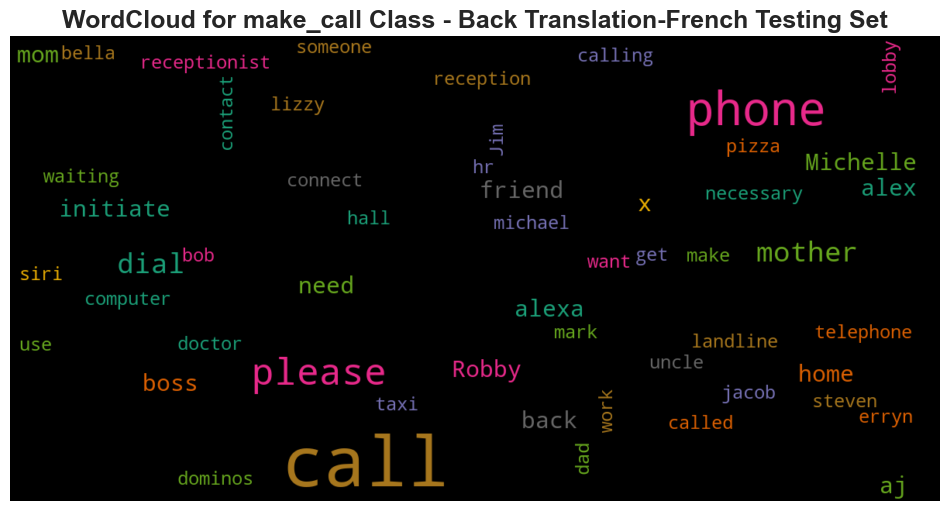 WordCloud for make_call Class - Back Translation-French Testing Set
mom
bella
receptionist
someone
calling
lobby
reception
contact
lizzy
phone
Jim
pizza
hr
Michelle
waiting
connect
friend
necessary
alex
initiate
hall
michael
x
dial
bob
want
get
make
mother
siri
computer
need
alexa
mark
landline
telephone
use
doctor
please
Robby
uncle
home
boss
taxi
jacob
steven
work
back
called
erryn
call
dad
dominos
aj